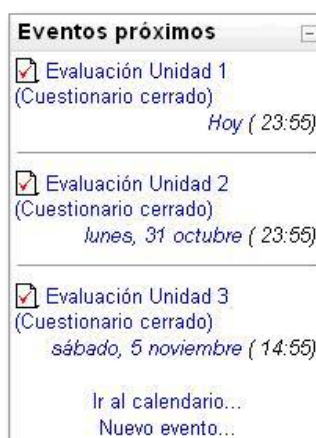 Eventos próximos
Evaluación Unidad 1
(Cuestionario cerrado)
Hoy ( 23:55)
Evaluación Unidad 2
(Cuestionario cerrado)
lunes, 31 octubre ( 23:55)
Evaluación Unidad 3
(Cuestionario cerrado)
sábado, 5 noviembre ( 14:55)
Ir al calendario...
Nuevo evento...